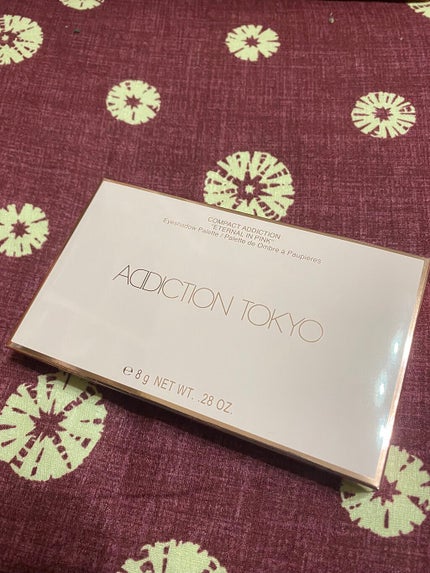 COMPACT ADDICTION
"ETERNAL IN PINK"
Eyeshadow Palette / Palette de Ombre à Paupières
ADDICTION TOKYO
℮ 8 g NET WT. .28 OZ.